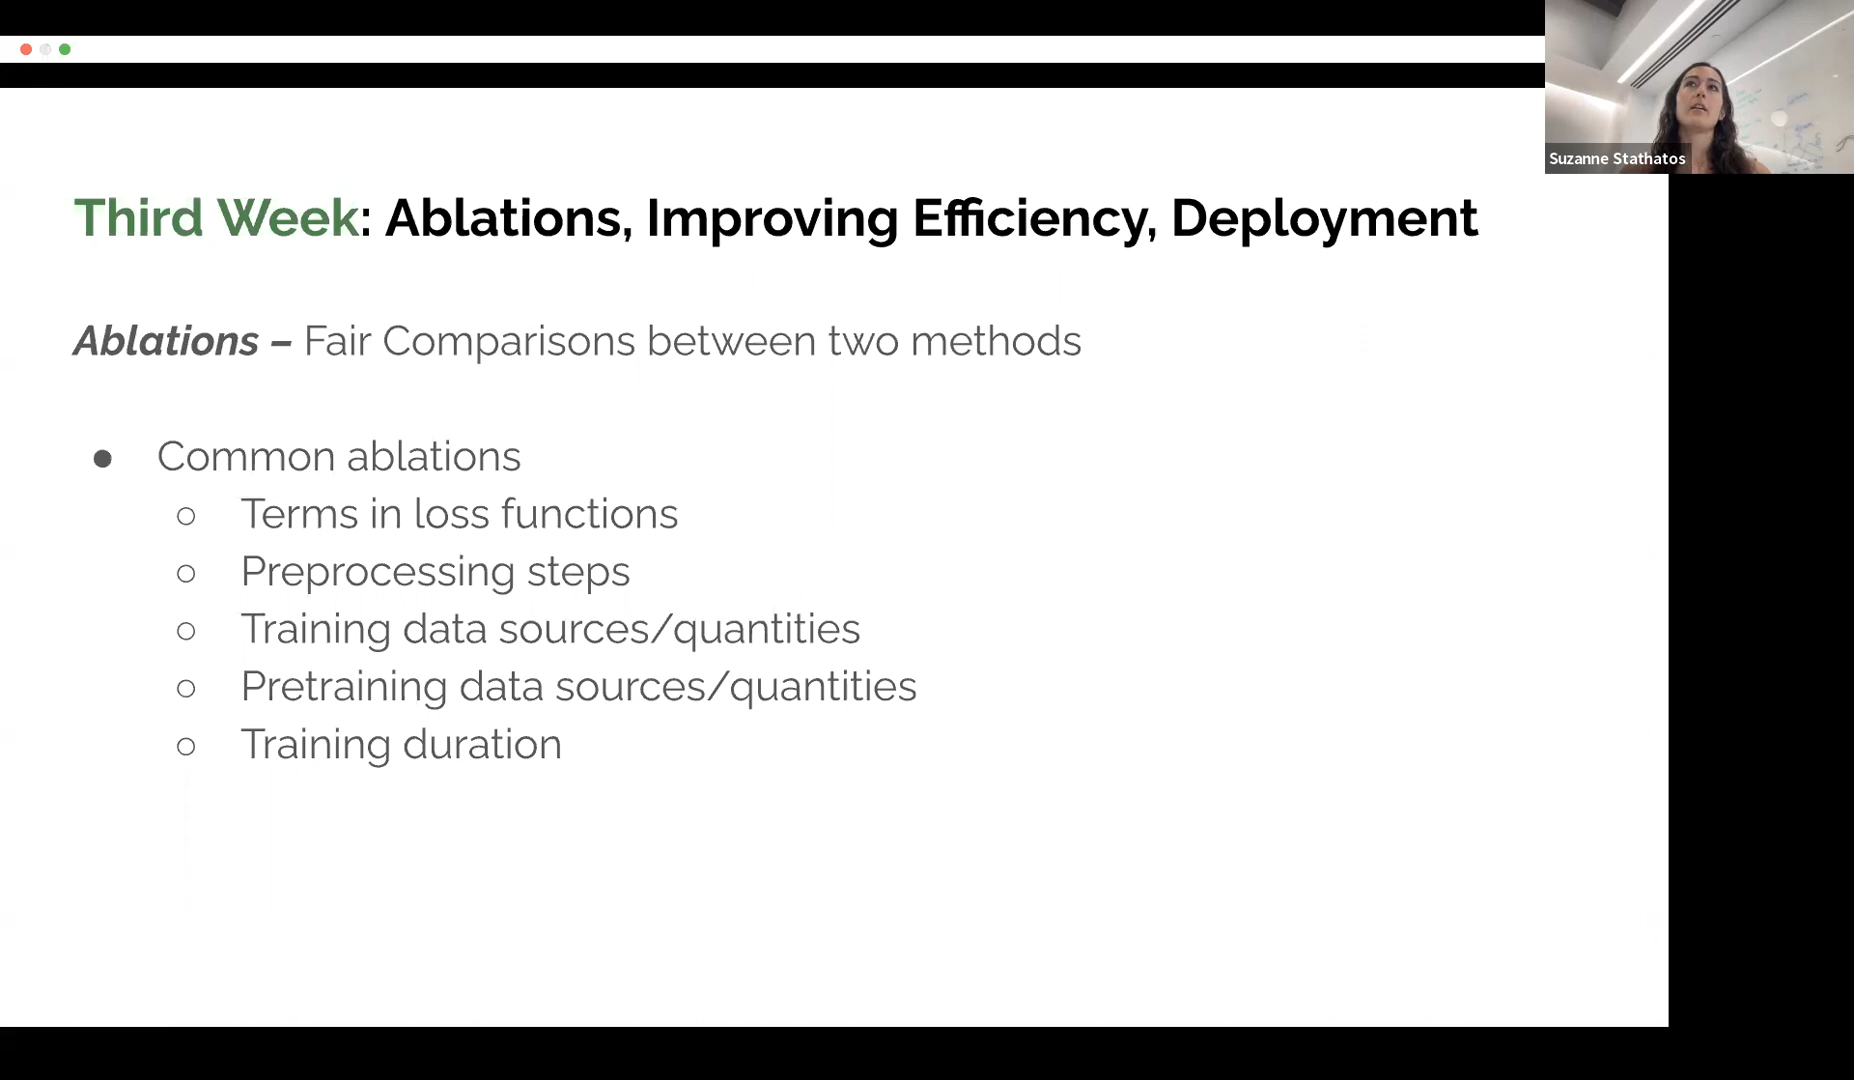 Suzanne Stathatos
Third Week: Ablations, Improving Efficiency, Deployment
Ablations – Fair Comparisons between two methods
● Common ablations
○ Terms in loss functions
○ Preprocessing steps
○ Training data sources/quantities
○ Pretraining data sources/quantities
○ Training duration